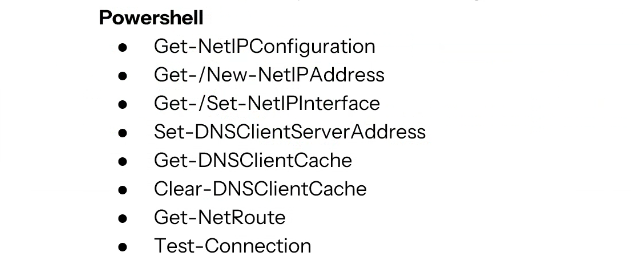 Powershell
● Get-NetIPConfiguration
● Get-/New-NetIPAddress
● Get-/Set-NetIPInterface
● Set-DNSClientServerAddress
● Get-DNSClientCache
● Clear-DNSClientCache
● Get-NetRoute
● Test-Connection